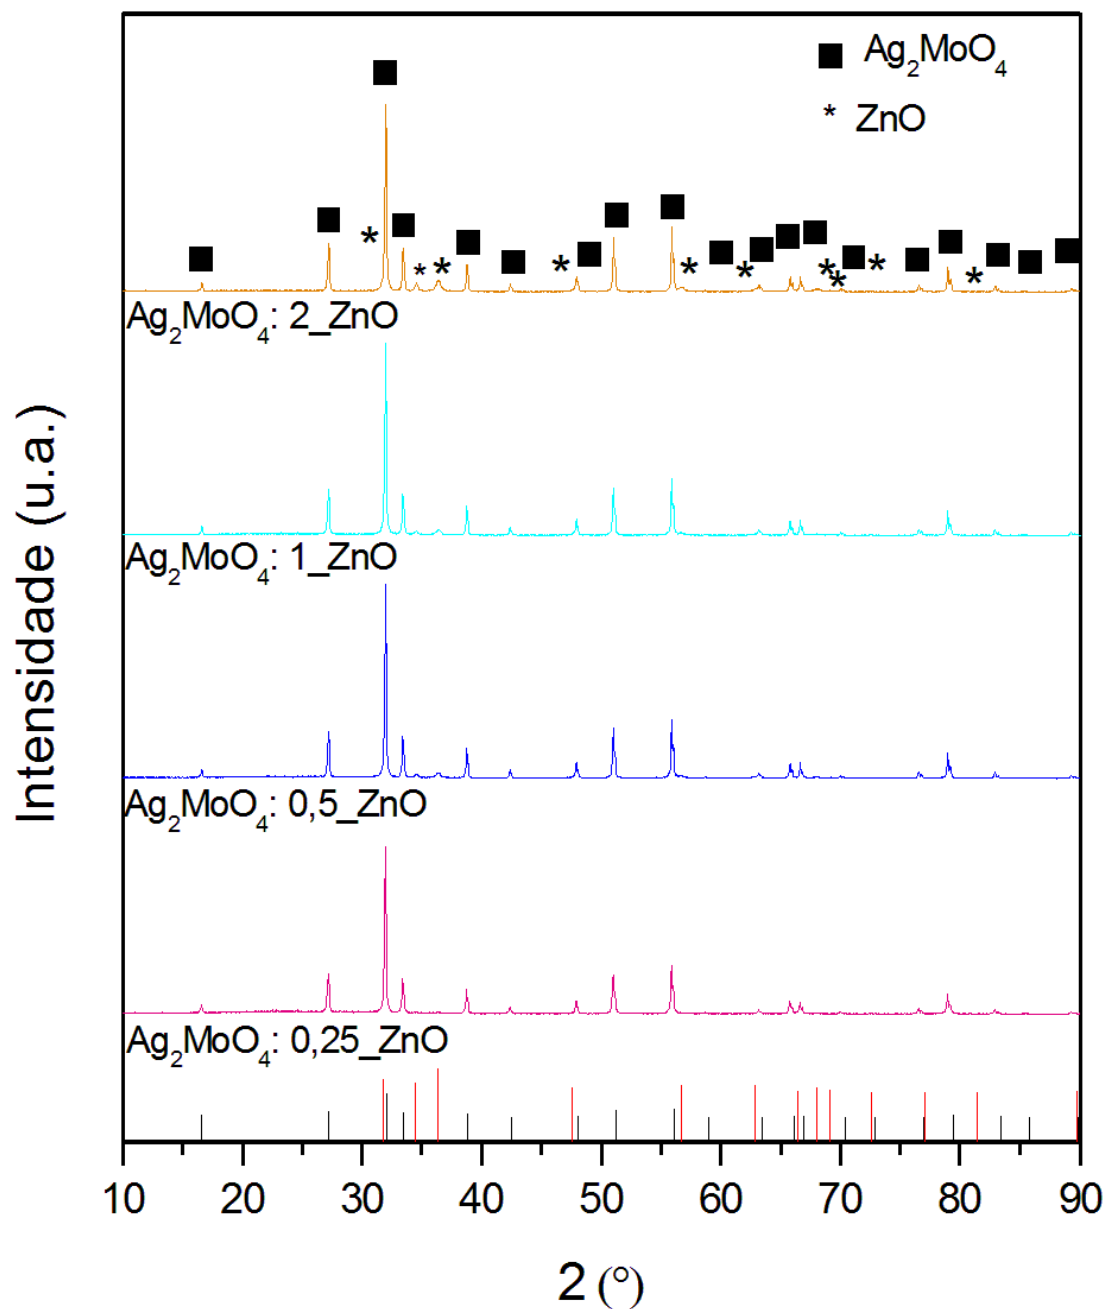 ■ Ag₂MoO₄
* ZnO
Ag₂MoO₄: 2_ZnO
Ag₂MoO₄: 1_ZnO
Ag₂MoO₄: 0,5_ZnO
Ag₂MoO₄: 0,25_ZnO
Intensidade (u.a.)
10 20 30 40 50 60 70 80 90
2 (°)